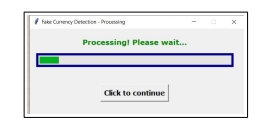 Fake Currency Detection - Processing
Processing! Please wait...
Click to continue